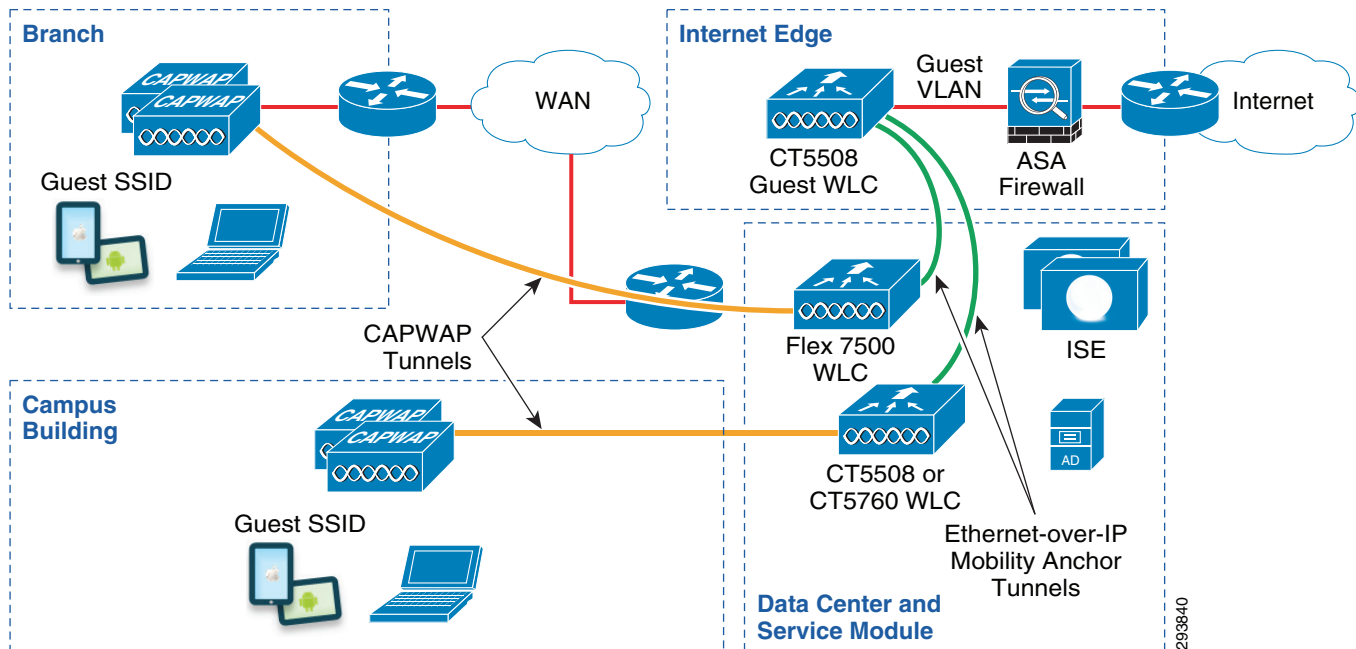 Branch
CAPWAP
CAPWAP
Guest SSID
WAN
Internet Edge
Guest
VLAN
CT5508
Guest WLC
ASA
Firewall
Internet
CAPWAP
Tunnels
Flex 7500
WLC
ISE
Campus
Building
CAPWAP
CAPWAP
Guest SSID
CT5508 or
CT5760 WLC
AD
Ethernet-over-IP
Mobility Anchor
Tunnels
Data Center and
Service Module
293840